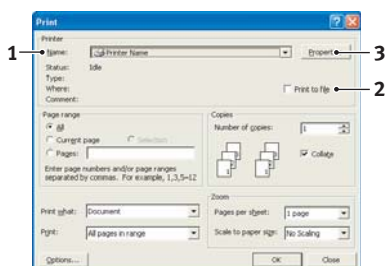 Print
Printer
1 Name: Printer Name Propert 3
Status: Idle
Type:
Where: Print to file 2
Comment:
Page range
All
Current page Selection
Pages:
Enter page numbers and/or page ranges
separated by commas. For example, 1,3,5-12
Copies
Number of copies: 1
Collate
Print what: Document
Print: All pages in range
Zoom
Pages per sheet: 1 page
Scale to paper size: No Scaling
Options... OK Close